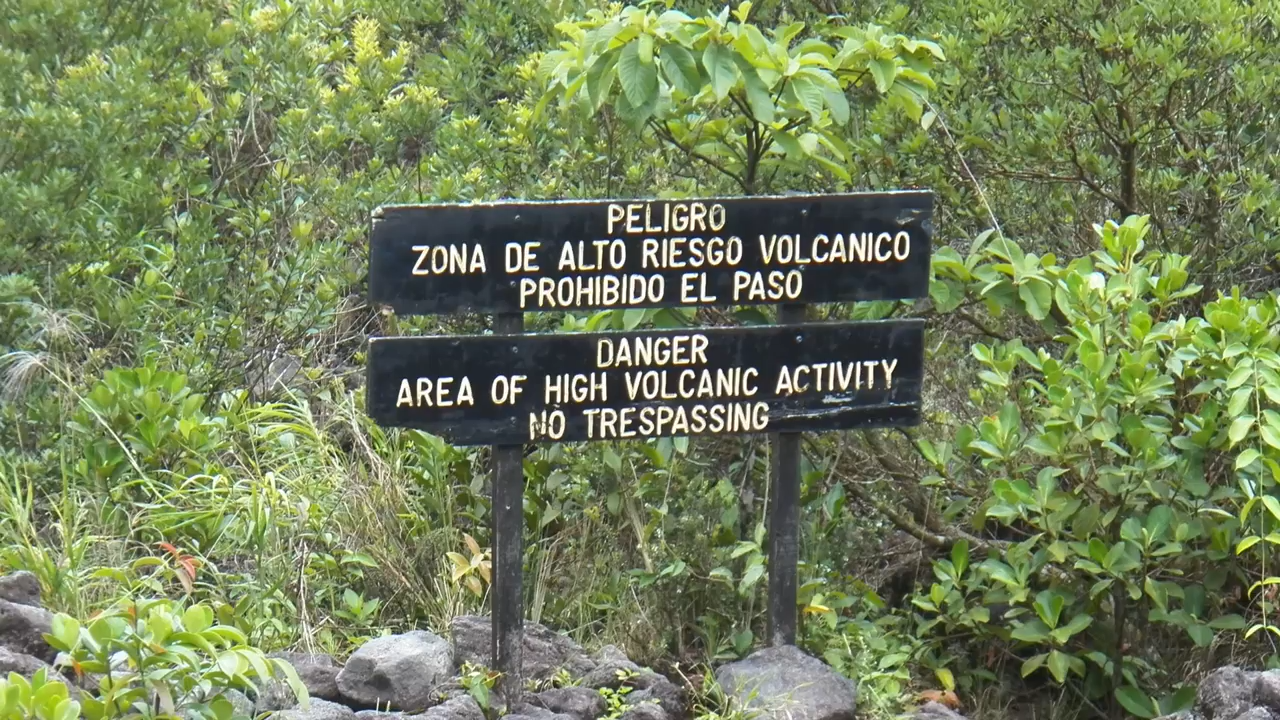 PELIGRO
ZONA DE ALTO RIESGO VOLCANICO
PROHIBIDO EL PASO
DANGER
AREA OF HIGH VOLCANIC ACTIVITY
NO TRESPASSING